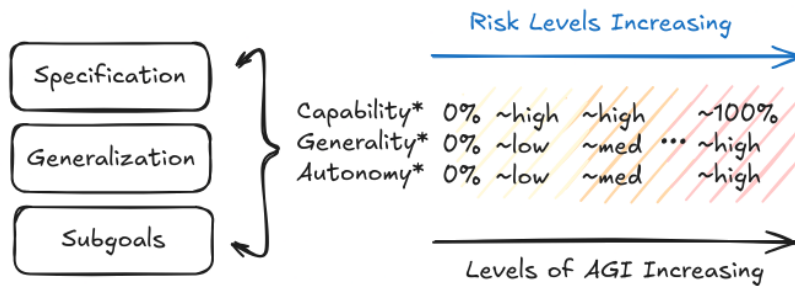 Risk Levels Increasing
Specification
Generalization
Subgoals
Capability* 0% ~high ~high ~100%
Generality* 0% ~low ~med ... ~high
Autonomy* 0% ~low ~med ~high
Levels of AGI Increasing